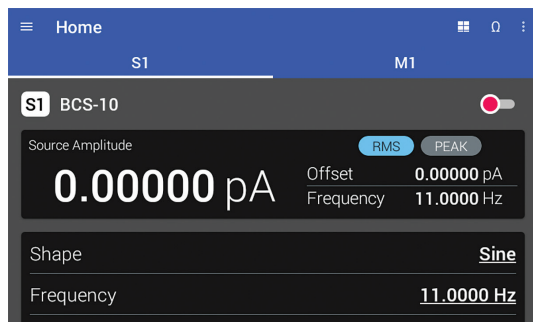 Home Ω
S1 M1
S1 BCS-10
Source Amplitude RMS PEAK
0.00000 pA
Offset 0.00000 pA
Frequency 11.0000 Hz
Shape Sine
Frequency 11.0000 Hz